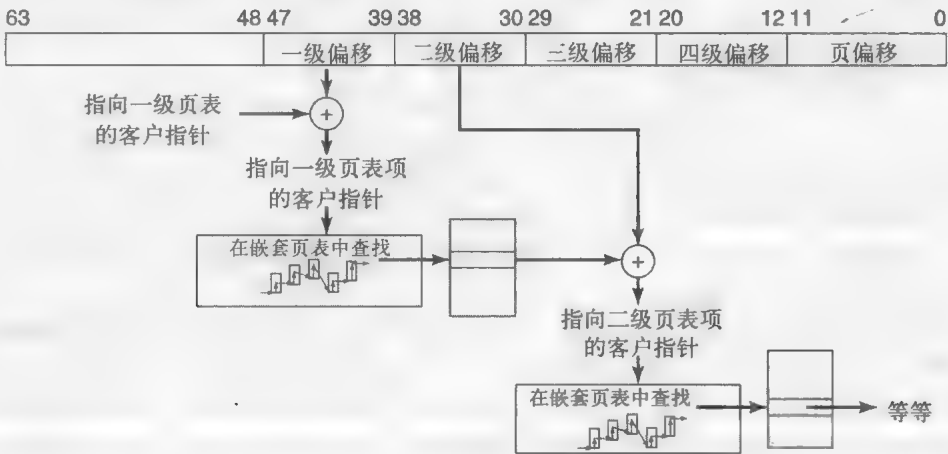 63 48 47 39 38 30 29 21 20 12 11 0
一级偏移 二级偏移 三级偏移 四级偏移 页偏移
指向一级页表
的客户指针
+
指向一级页表项
的客户指针
在嵌套页表中查找
+
指向二级页表项
的客户指针
在嵌套页表中查找
等等